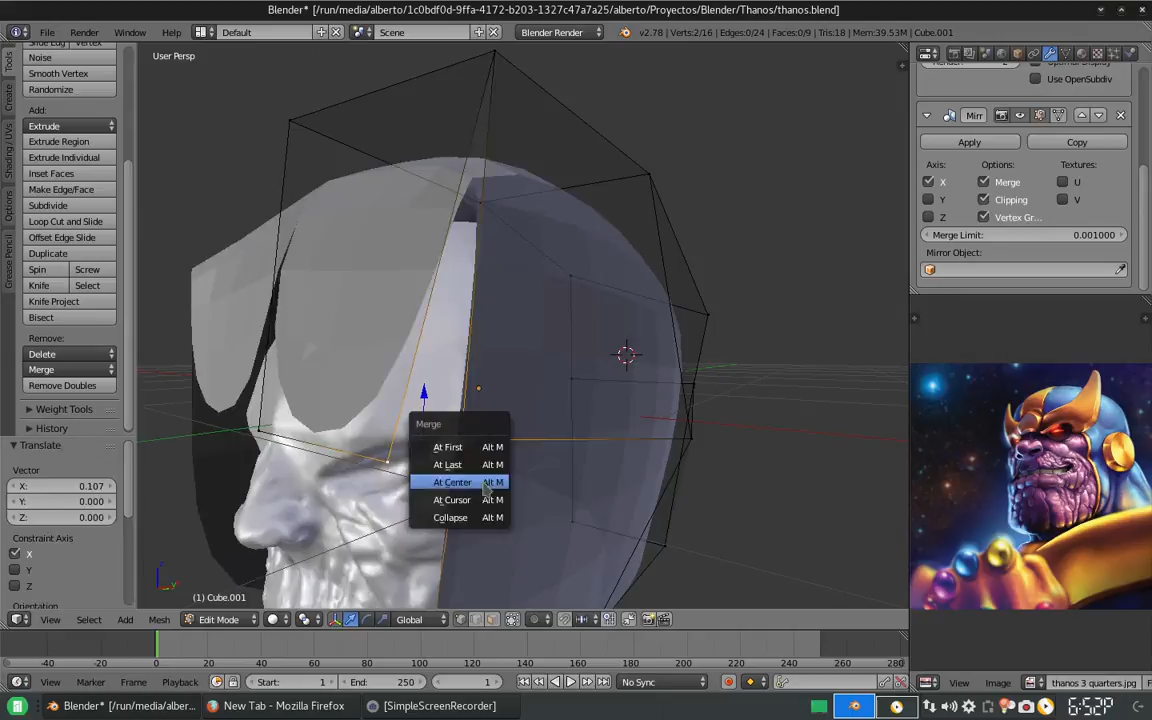 Blender* [/run/media/alberto/1c0bdf0d-9ffa-4172-b203-1327c47a7a25/alberto/Proyectos/Blender/Thanos/thanos.blend]
File Render Window Help
Default
Scene
Blender Render
v2.78 | Verts:2/16 | Edges:0/24 | Faces:0/9 | Tris:18 | Mem:39.53M | Cube.001
Tools
Create
Shading / UVs
Options
Grease Pencil
Slide Edg Vertex
Noise
Smooth Vertex
Randomize
Add:
Extrude
Extrude Region
Extrude Individual
Inset Faces
Make Edge/Face
Subdivide
Loop Cut and Slide
Offset Edge Slide
Duplicate
Spin Screw
Knife Select
Knife Project
Bisect
Remove:
Delete
Merge
Remove Doubles
Weight Tools
History
Translate
Vector
X: 0.107
Y: 0.000
Z: 0.000
Constraint Axis
X
Y
Z
Orientation
User Persp
Merge
At First Alt M
At Last Alt M
At Center Alt M
At Cursor Alt M
Collapse Alt M
(1) Cube.001
View Select Add Mesh Edit Mode Global
Optimal Display
Use OpenSubdiv
Mirr
Apply Copy
Axis: Options: Textures:
X Merge U
Y Clipping V
Z Vertex Gr...
Merge Limit: 0.001000
Mirror Object:
-40 -20 0 20 40 60 80 100 120 140 160 180 200 220 240 260 280
View Marker Frame Playback Start: 1 End: 250 1 No Sync
View Image thanos 3 quarters.jpg F
Blender* [/run/media/alber...
New Tab - Mozilla Firefox
[SimpleScreenRecorder]
6:52P